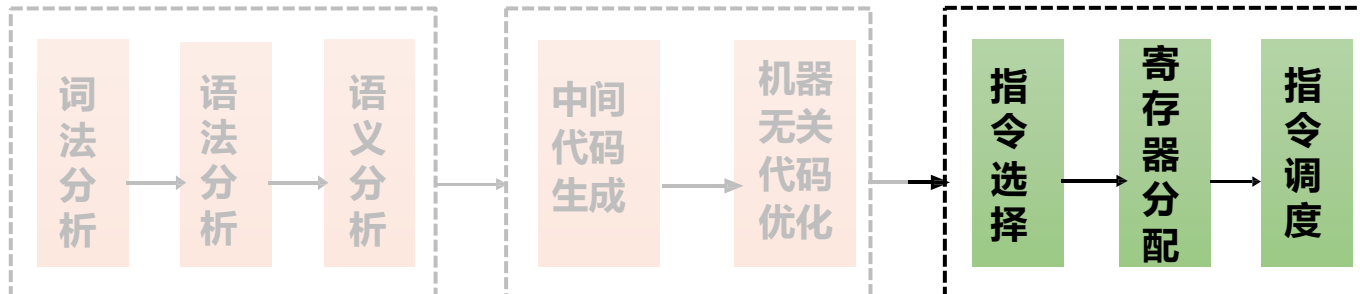 词法分析
语法分析
语义分析
中间
代码
生成
机器
无关
代码
优化
指令选择
寄存器分配
指令调度